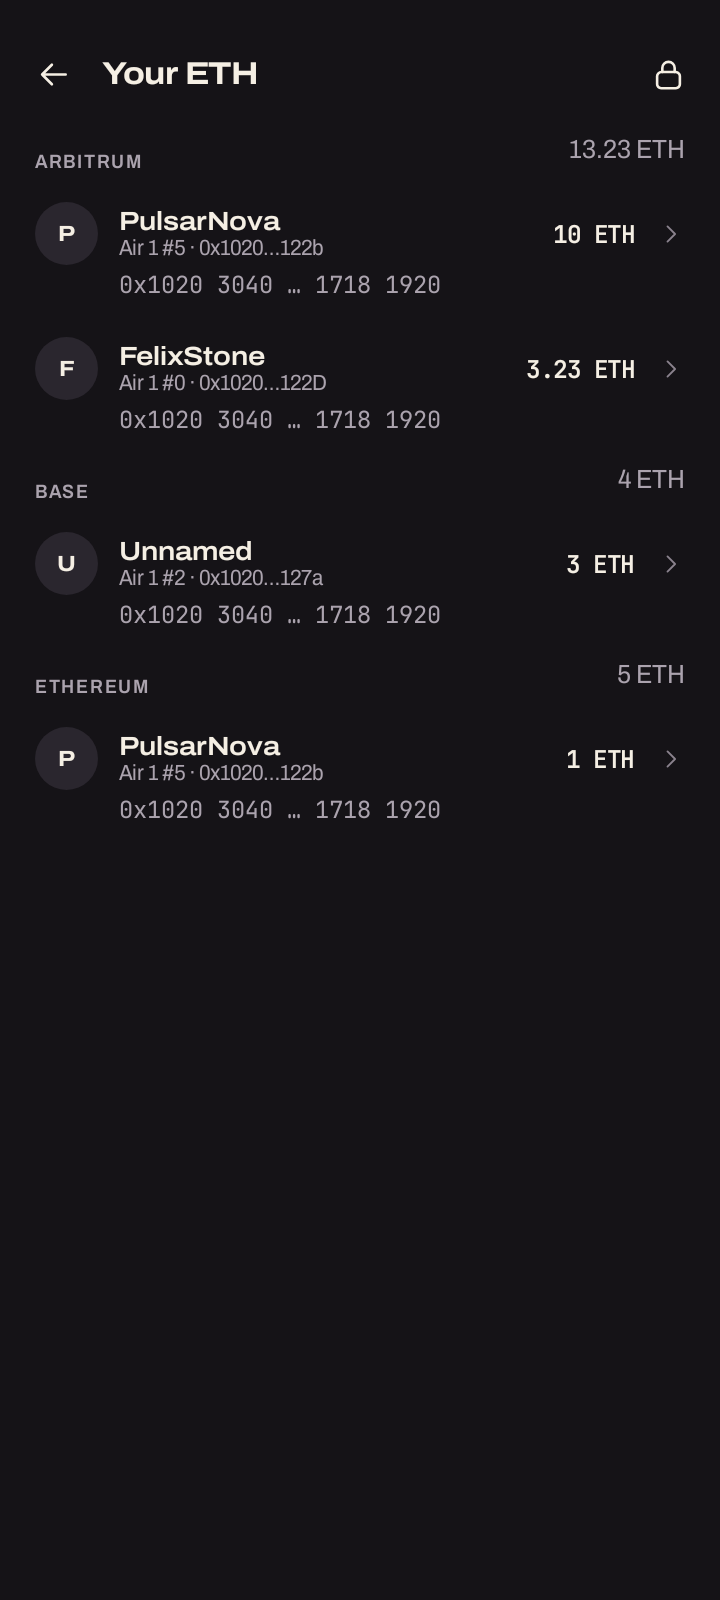 Your ETH
ARBITRUM 13.23 ETH
P PulsarNova
Air 1 #5 · 0x1020…122b
10 ETH
0x1020 3040 … 1718 1920
F FelixStone
Air 1 #0 · 0x1020…122D
3.23 ETH
0x1020 3040 … 1718 1920
BASE 4 ETH
U Unnamed
Air 1 #2 · 0x1020…127a
3 ETH
0x1020 3040 … 1718 1920
ETHEREUM 5 ETH
P PulsarNova
Air 1 #5 · 0x1020…122b
1 ETH
0x1020 3040 … 1718 1920